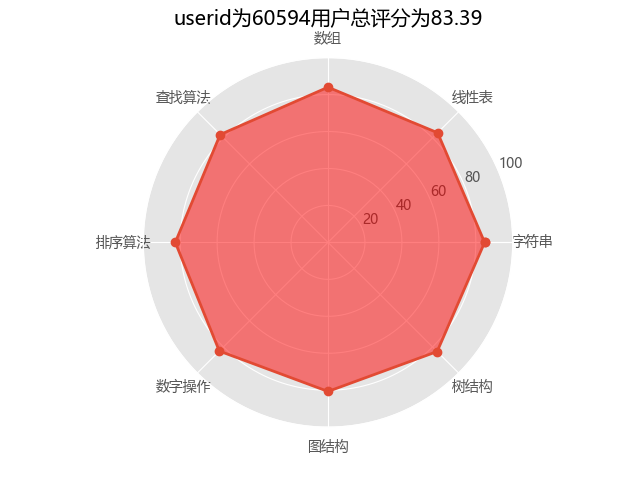 userid为60594用户总评分为83.39
数组
查找算法
线性表
100
80
60
40
20
排序算法
字符串
数字操作
树结构
图结构